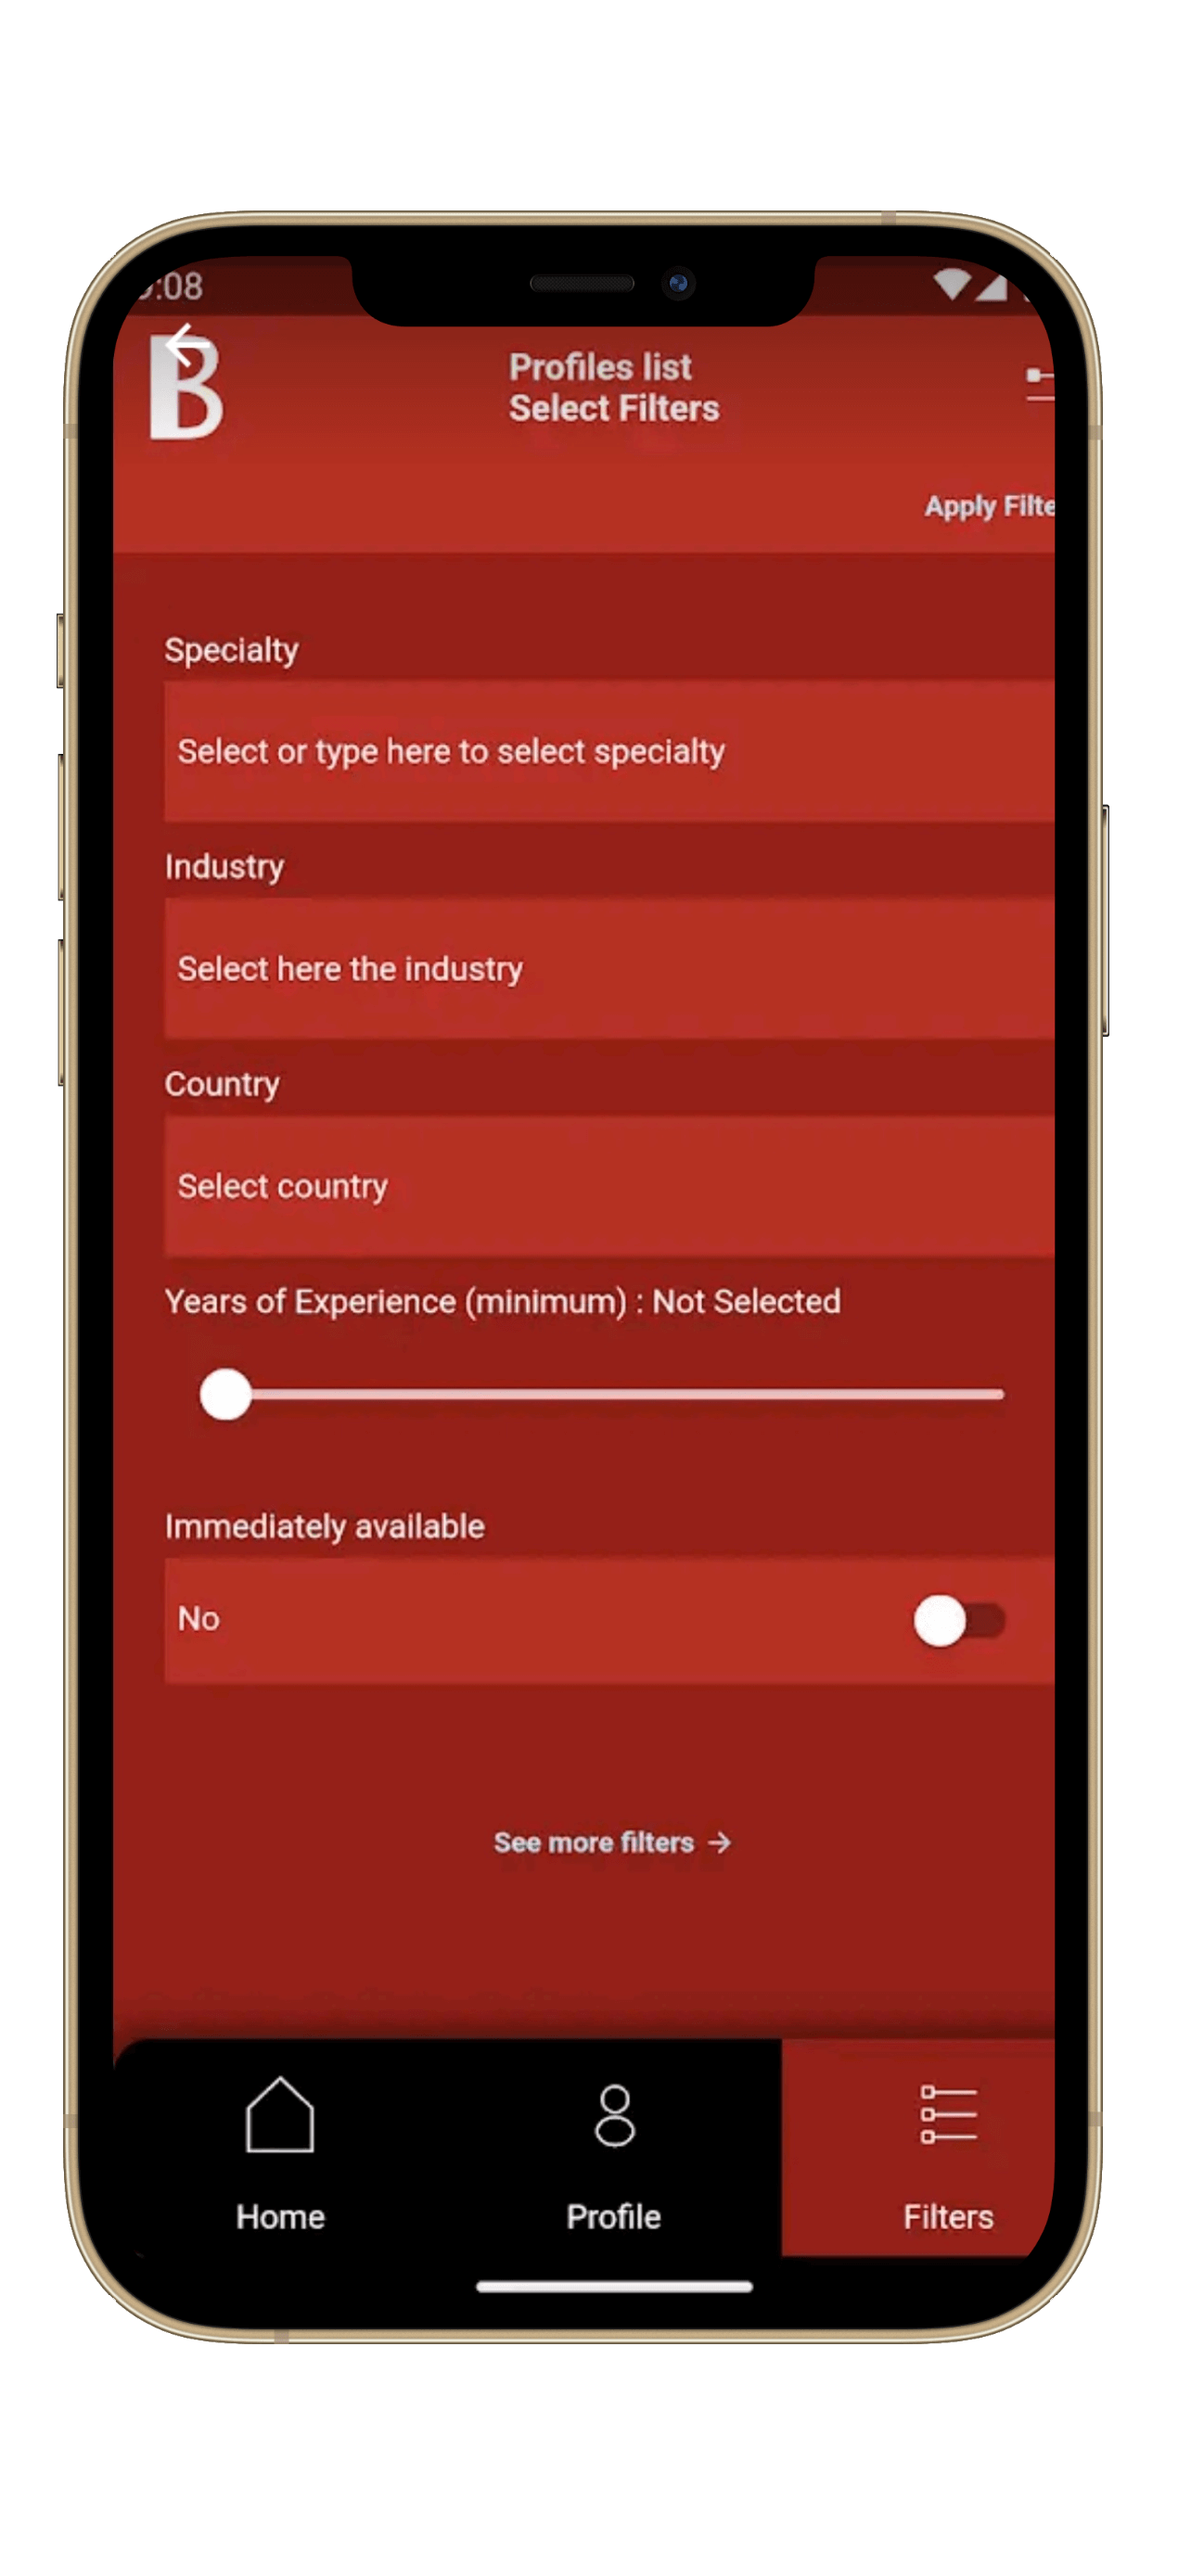 :08
B
Profiles list
Select Filters
Apply Filte
Specialty
Select or type here to select specialty
Industry
Select here the industry
Country
Select country
Years of Experience (minimum) : Not Selected
Immediately available
No
See more filters →
Home
Profile
Filters